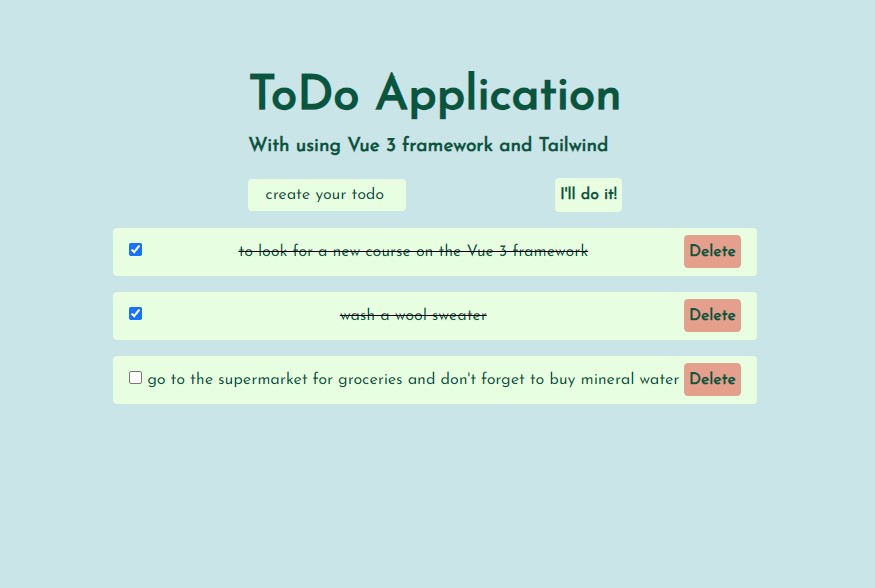 ToDo Application
With using Vue 3 framework and Tailwind
create your todo
I'll do it!
to look for a new course on the Vue 3 framework
Delete
wash a wool sweater
Delete
go to the supermarket for groceries and don't forget to buy mineral water
Delete